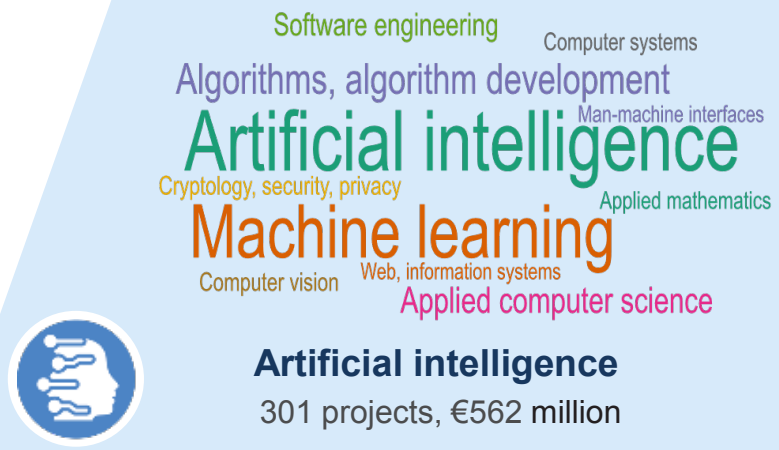 Software engineering
Computer systems
Algorithms, algorithm development
Man-machine interfaces
Artificial intelligence
Cryptology, security, privacy
Applied mathematics
Machine learning
Web, information systems
Computer vision
Applied computer science
Artificial intelligence
301 projects, €562 million